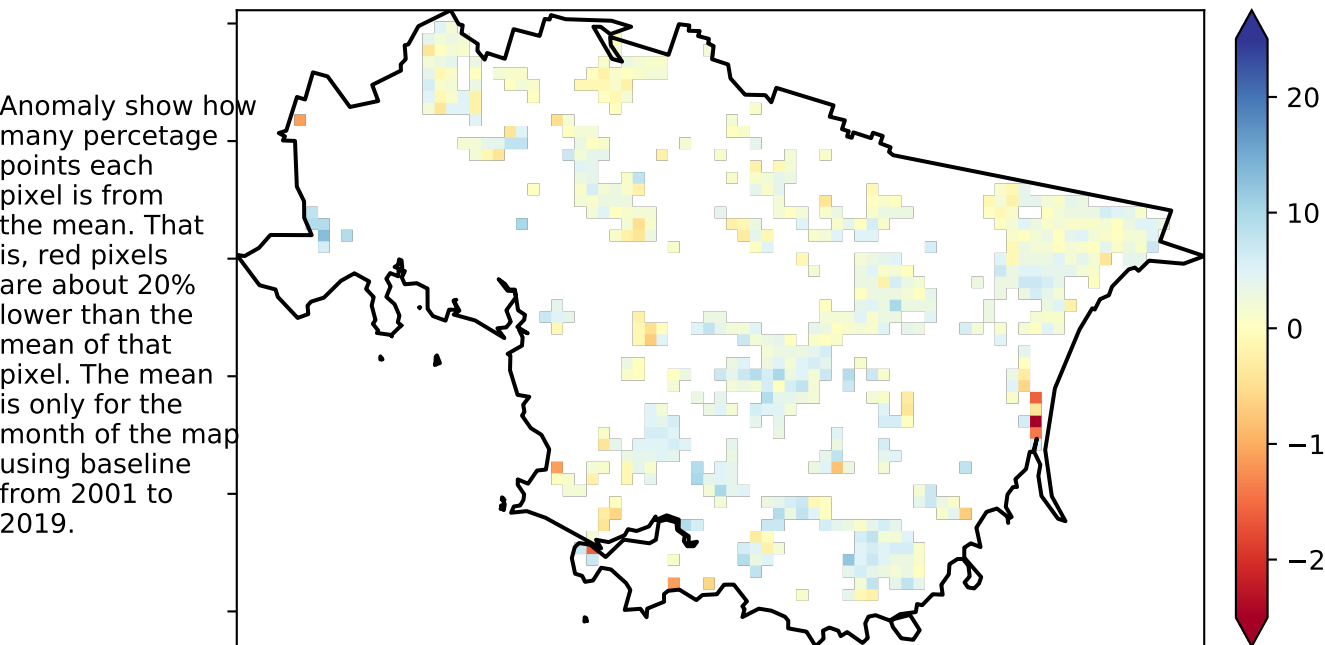 Anomaly show how
many percetage
points each
pixel is from
the mean. That
is, red pixels
are about 20%
lower than the
mean of that
pixel. The mean
is only for the
month of the map
using baseline
from 2001 to
2019.
20
10
0
−1
−2